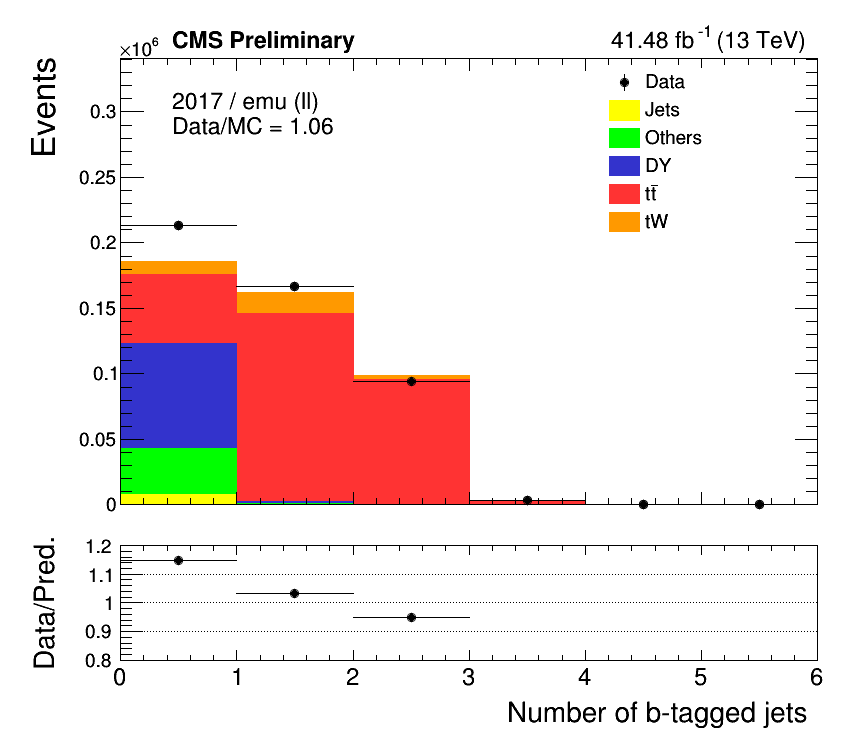 ×10⁶ CMS Preliminary 41.48 fb⁻¹ (13 TeV)
Events
2017 / emu (ll)
Data/MC = 1.06
Data
Jets
Others
DY
tt̄
tW
0.3
0.25
0.2
0.15
0.1
0.05
0
Data/Pred.
1.2
1.1
1
0.9
0.8
0 1 2 3 4 5 6
Number of b-tagged jets